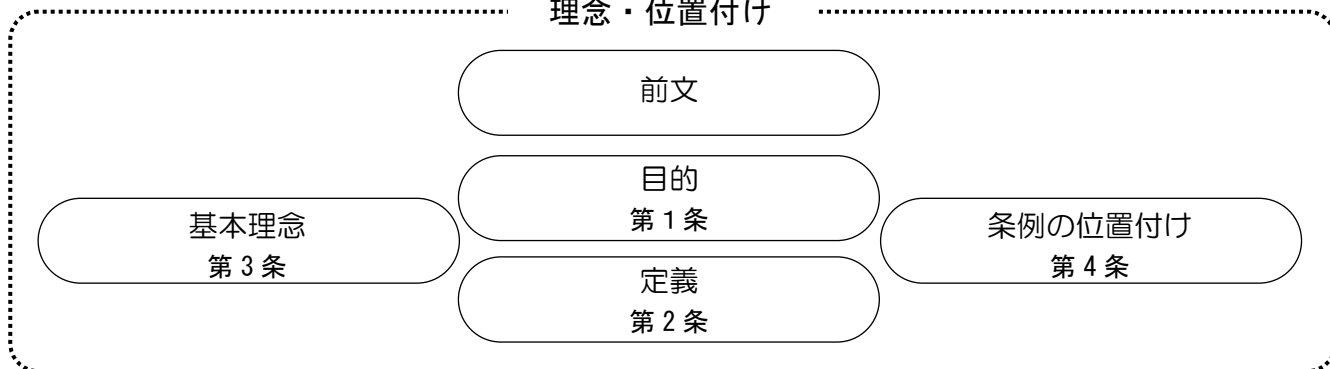 理念・位置付け
前文
目的
第1条
基本理念
第3条
条例の位置付け
第4条
定義
第2条